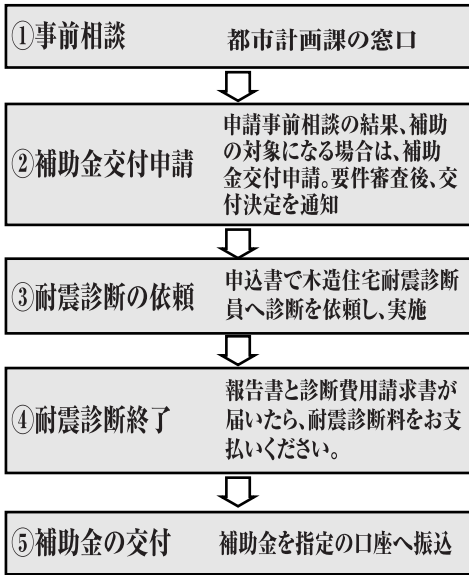 ①事前相談 都市計画課の窓口
②補助金交付申請
申請事前相談の結果、補助
の対象になる場合は、補助
金交付申請。要件審査後、交
付決定を通知
③耐震診断の依頼
申込書で木造住宅耐震診断
員へ診断を依頼し、実施
④耐震診断終了
報告書と診断費用請求書が
届いたら、耐震診断料をお支
払いください。
⑤補助金の交付 補助金を指定の口座へ振込